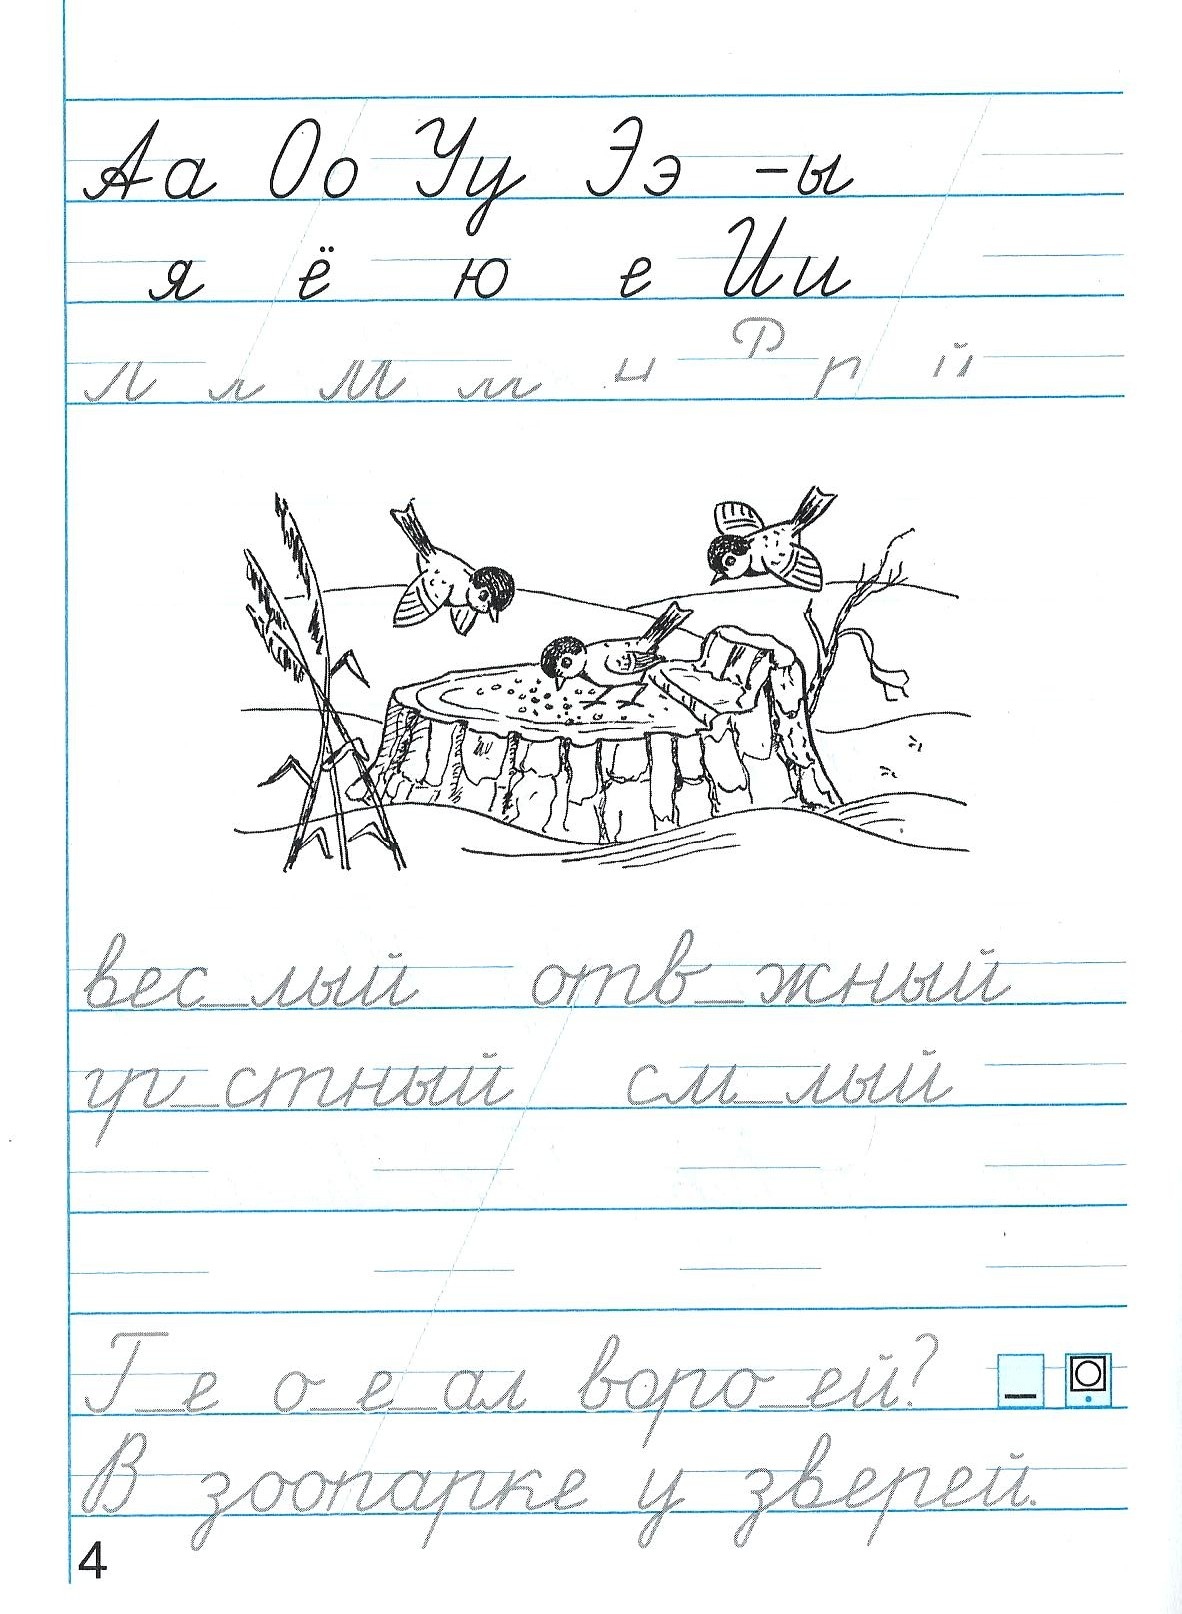 Аа Оо Уу Ээ -ы
я ё ю е Ии
Л л М м н Р р й
вес_лый отв_жный
гр_стный см_лый
Г_е о_е_ал воро_ей?
В зоопарке у зверей.
4